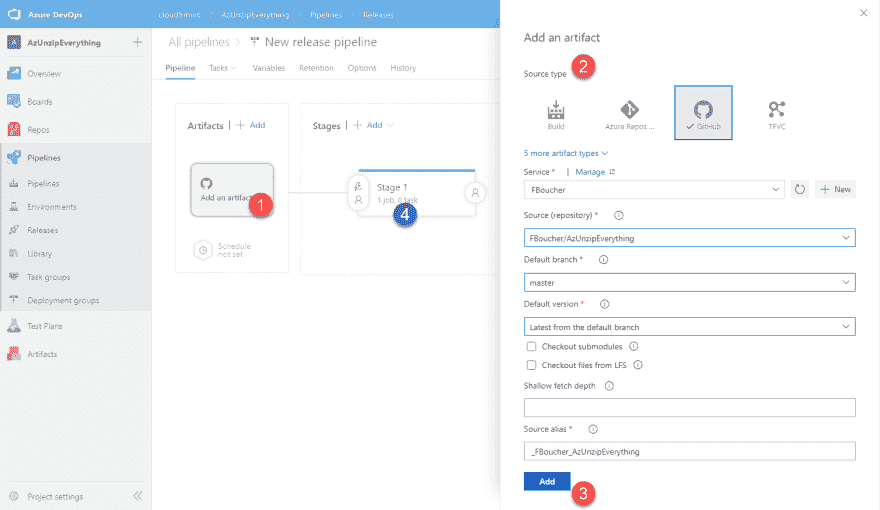 Azure DevOps
cloud5mins / AzUnzipEverything / Pipelines / Releases
AzUnzipEverything
Overview
Boards
Repos
Pipelines
Pipelines
Environments
Releases
Library
Task groups
Deployment groups
Test Plans
Artifacts
Project settings
All pipelines > New release pipeline
Pipeline Tasks Variables Retention Options History
Artifacts | + Add
Add an artifact
1
Schedule
not set
Stages | + Add
Stage 1
1 job, 0 task
4
Add an artifact
Source type
2
Build
Azure Repos ...
GitHub
TFVC
5 more artifact types
Service * | Manage
FBoucher
+ New
Source (repository) *
FBoucher/AzUnzipEverything
Default branch *
master
Default version *
Latest from the default branch
Checkout submodules
Checkout files from LFS
Shallow fetch depth
Source alias *
_FBoucher_AzUnzipEverything
Add
3